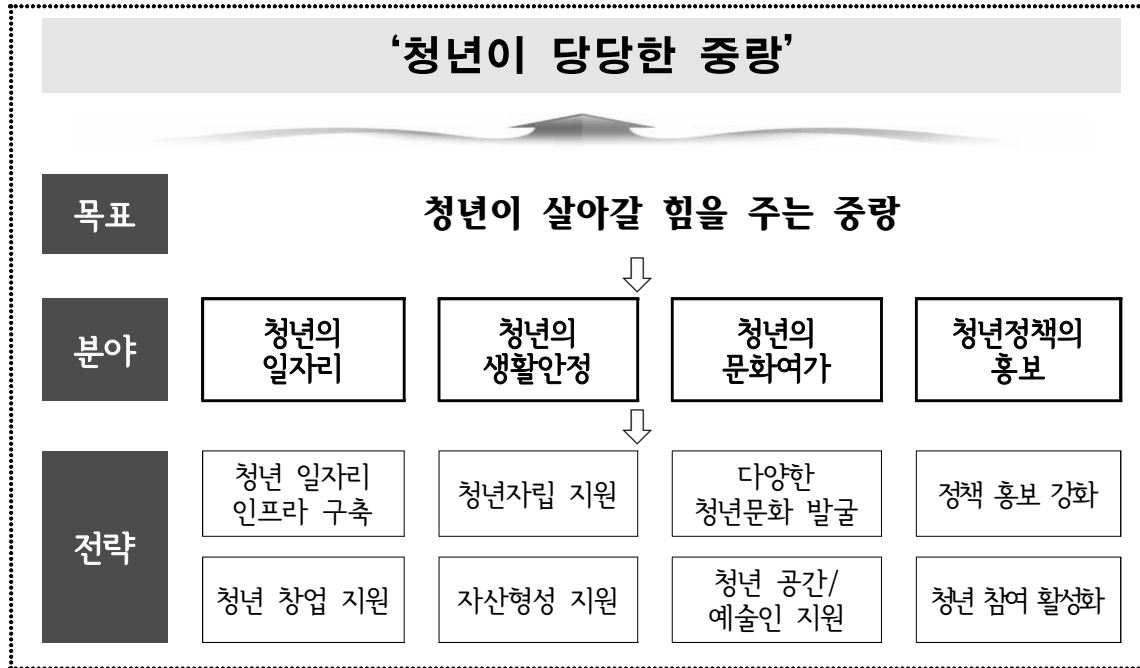 ‘청년이 당당한 중랑’
목표
청년이 살아갈 힘을 주는 중랑
분야
청년의
일자리
청년의
생활안정
청년의
문화여가
청년정책의
홍보
전략
청년 일자리
인프라 구축
청년자립 지원
다양한
청년문화 발굴
정책 홍보 강화
청년 창업 지원
자산형성 지원
청년 공간/
예술인 지원
청년 참여 활성화